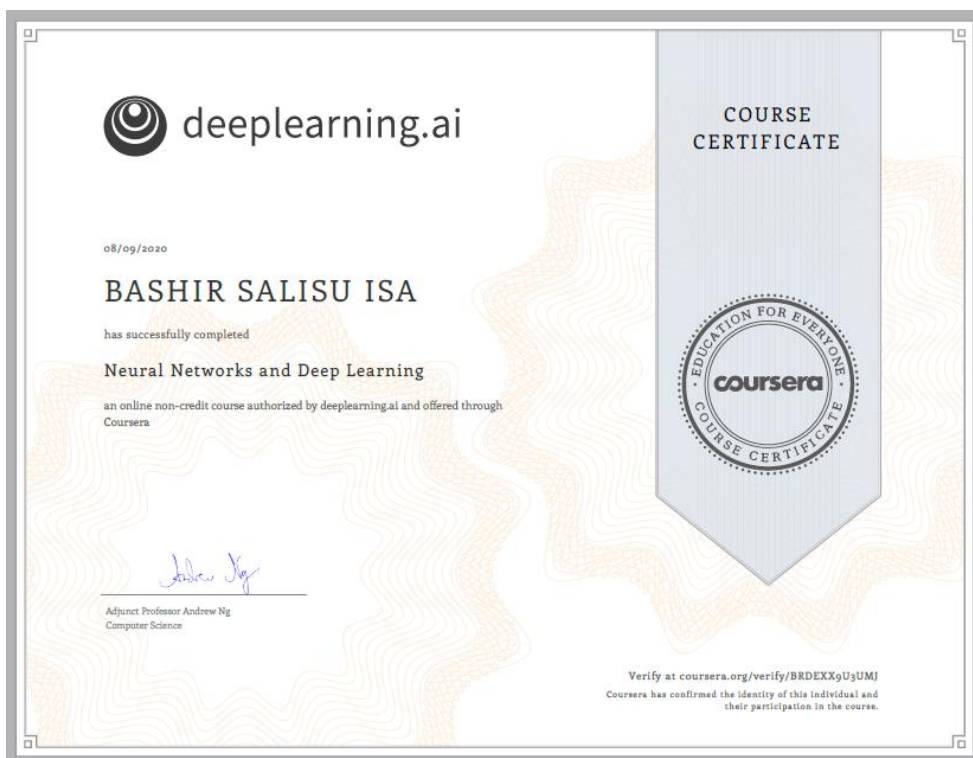 deeplearning.ai
COURSE
CERTIFICATE
08/09/2020
BASHIR SALISU ISA
has successfully completed
Neural Networks and Deep Learning
an online non-credit course authorized by deeplearning.ai and offered through
Coursera
EDUCATION FOR EVERYONE
coursera
COURSE CERTIFICATE
Andrew Ng
Adjunct Professor Andrew Ng
Computer Science
Verify at coursera.org/verify/BRDEXX9U3UMJ
Coursera has confirmed the identity of this individual and
their participation in the course.